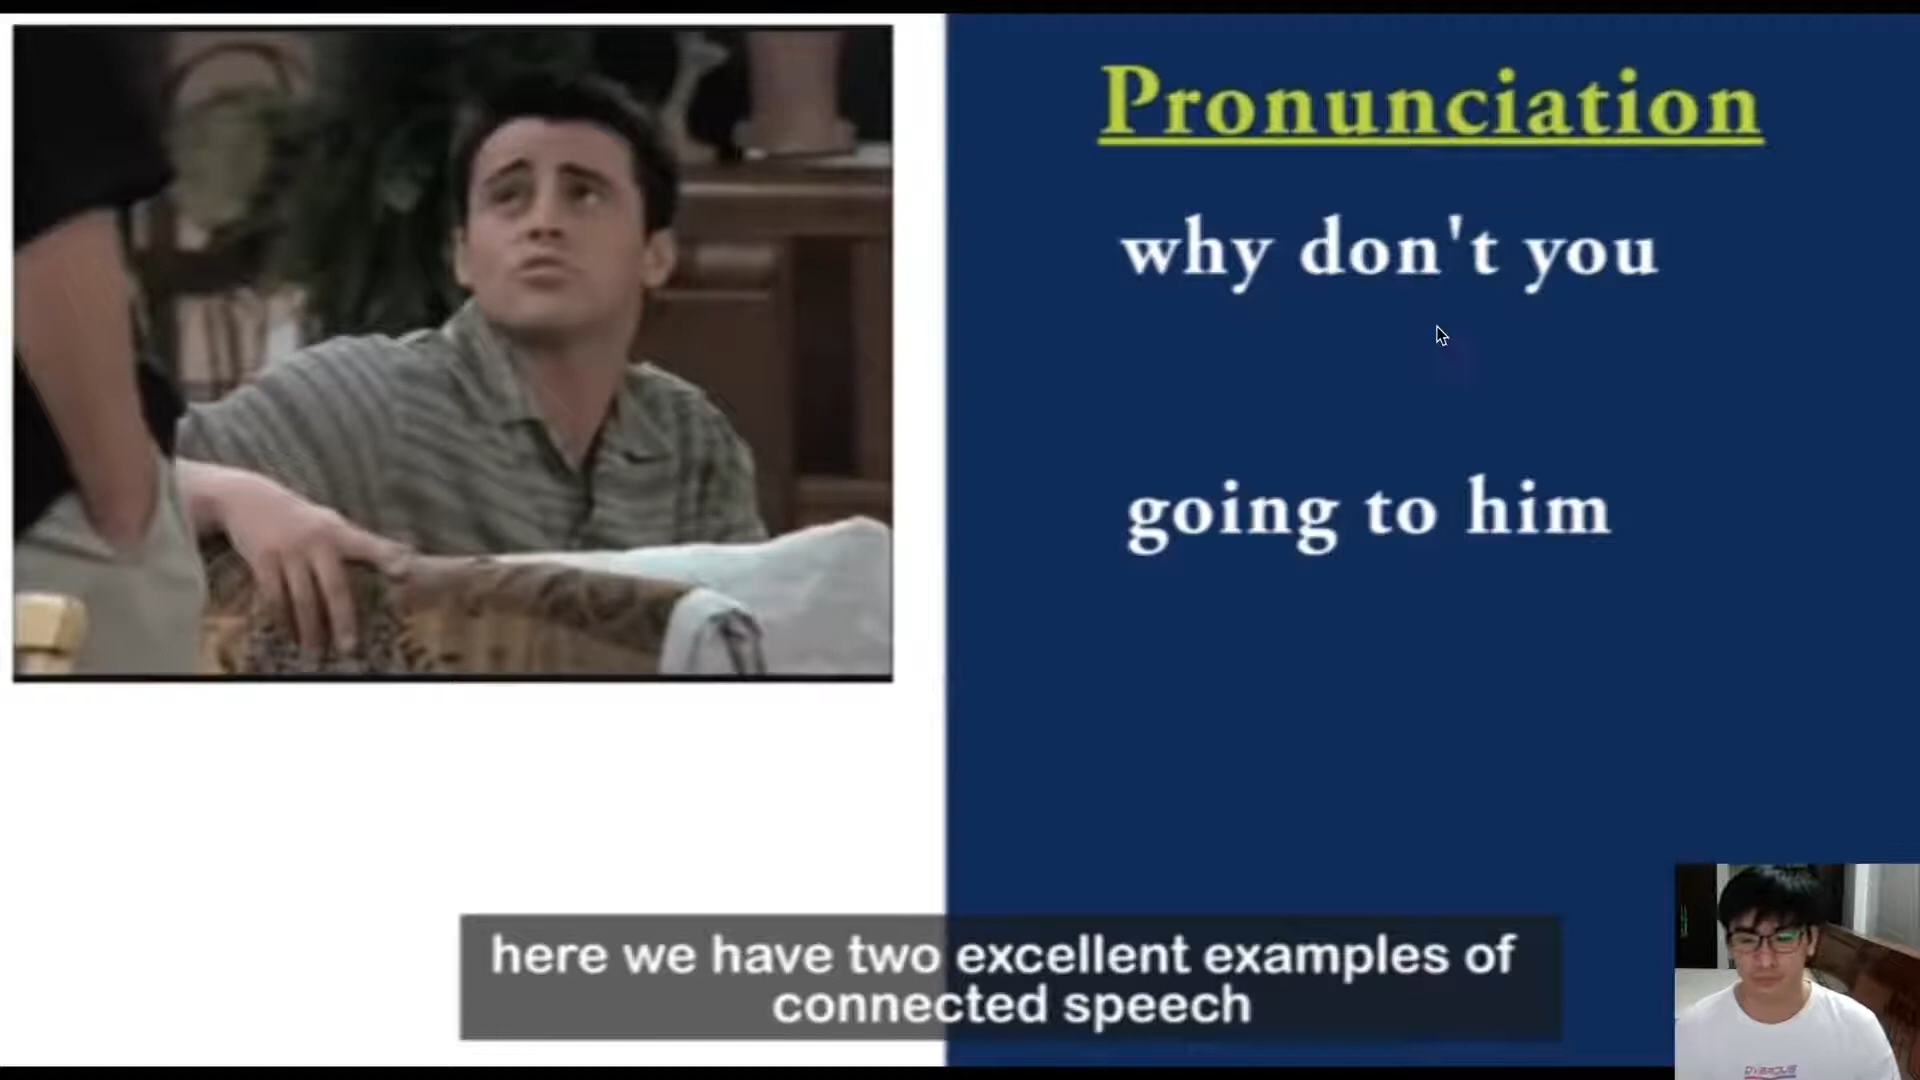 Pronunciation
why don't you
going to him
here we have two excellent examples of
connected speech